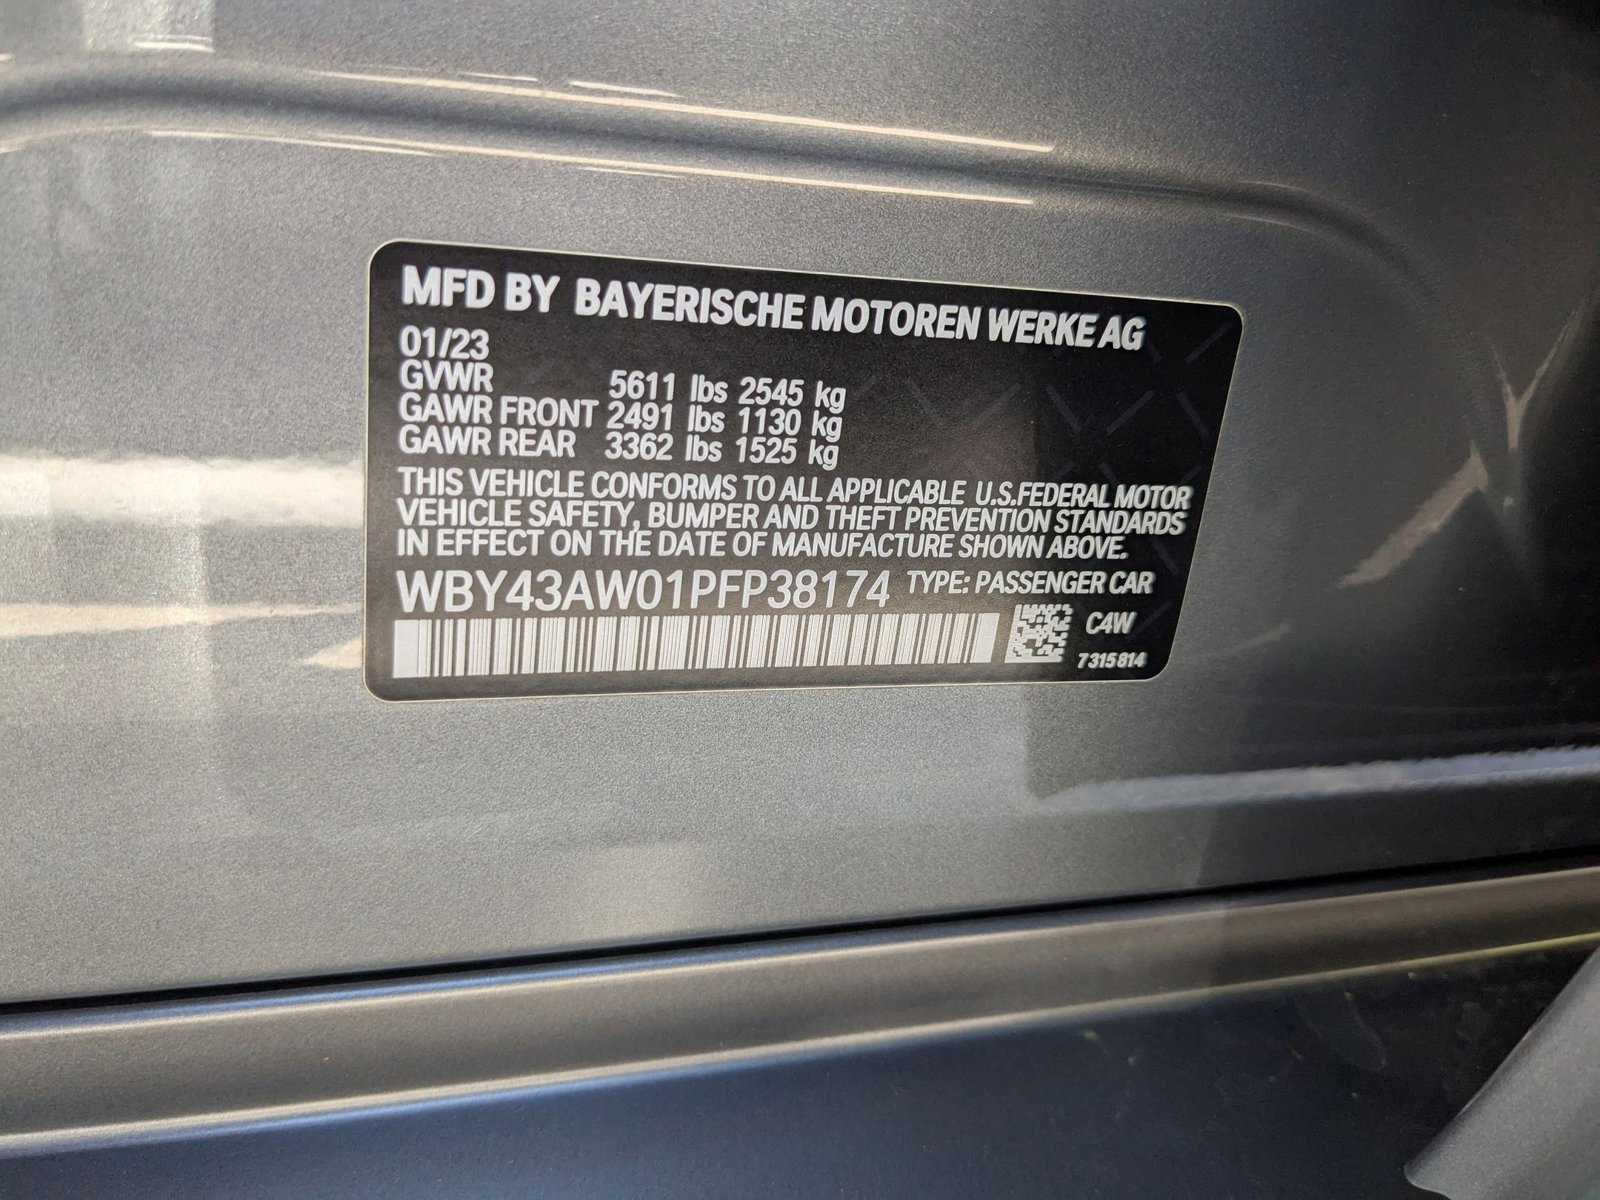 MFD BY BAYERISCHE MOTOREN WERKE AG
01/23
GVWR 5611 lbs 2545 kg
GAWR FRONT 2491 lbs 1130 kg
GAWR REAR 3362 lbs 1525 kg
THIS VEHICLE CONFORMS TO ALL APPLICABLE U.S.FEDERAL MOTOR
VEHICLE SAFETY, BUMPER AND THEFT PREVENTION STANDARDS
IN EFFECT ON THE DATE OF MANUFACTURE SHOWN ABOVE.
WBY43AW01PFP38174 TYPE: PASSENGER CAR
C4W
7315814